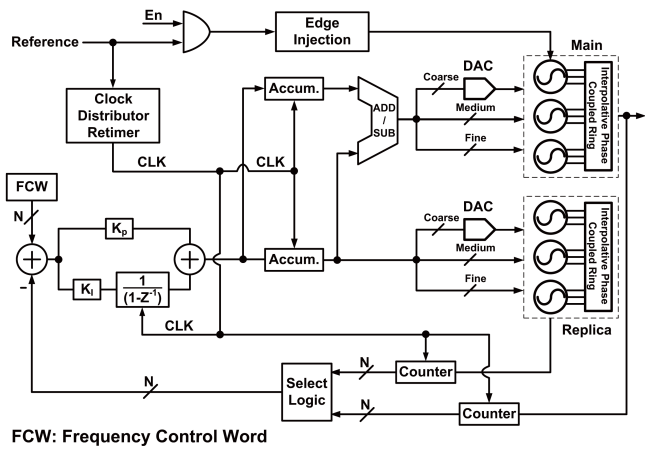 En
Reference
Edge
Injection
Clock
Distributor
Retimer
CLK
CLK
Accum.
ADD
/
SUB
Coarse
DAC
Medium
Fine
Main
Interpolative Phase
Coupled Ring
FCW
N
+
−
Kp
KI
1
(1-Z-1)
+
CLK
Accum.
Coarse
DAC
Medium
Fine
Interpolative Phase
Coupled Ring
Replica
N
Select
Logic
N
Counter
N
Counter
FCW: Frequency Control Word